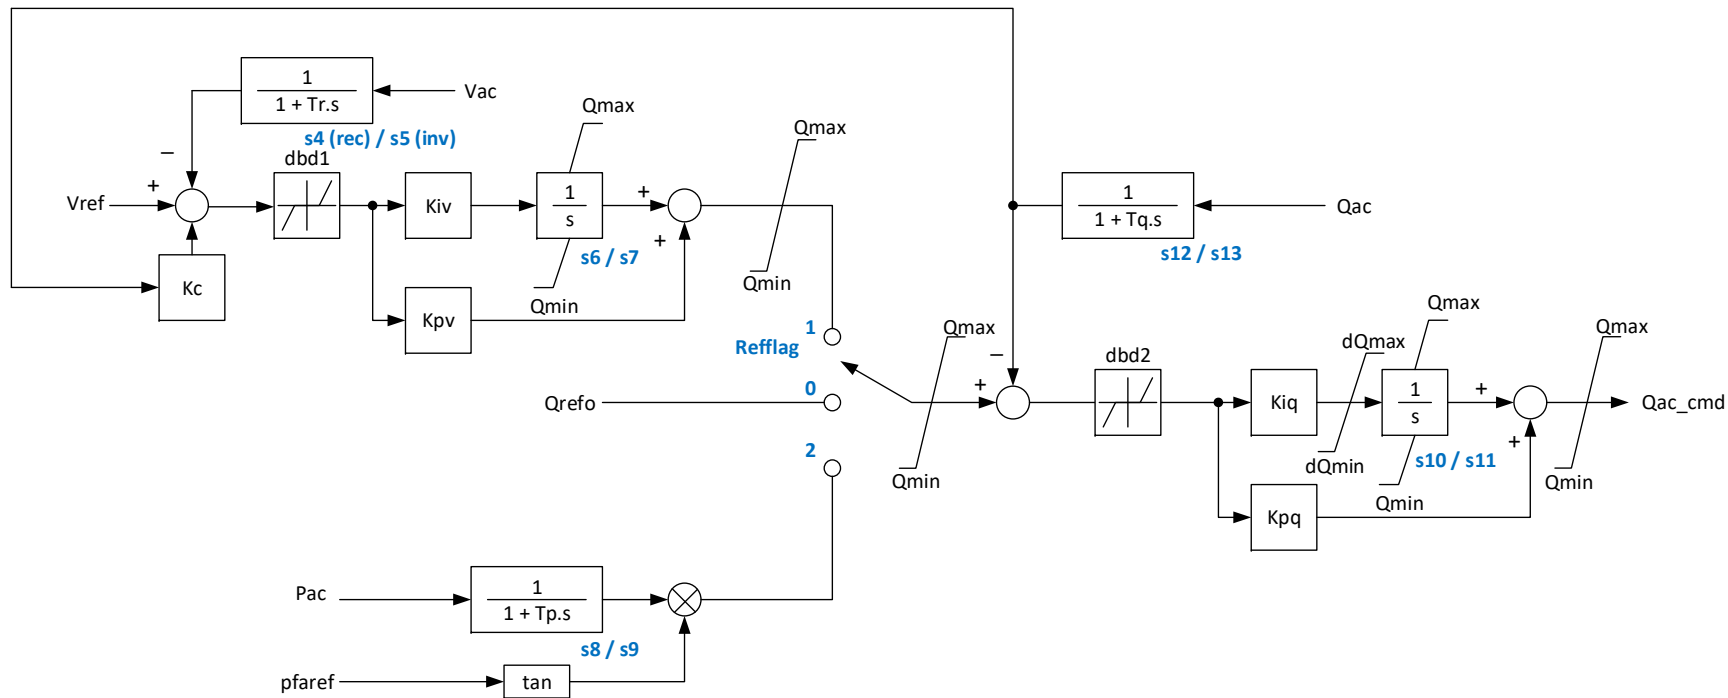 1
1 + Tr.s
Vac
s4 (rec) / s5 (inv)
Qmax
Qmax
–
dbd1
+
Vref
Kiv
1
s
+
+
s6 / s7
Kc
Qmin
Qmin
Kpv
1
1 + Tq.s
Qac
s12 / s13
1
Refflag
Qmax
–
0
Qrefo
+
Qmin
dbd2
dQmax
Qmax
Qmax
Kiq
1
s
+
+
Qac_cmd
dQmin
s10 / s11
Qmin
Qmin
Kpq
2
Pac
1
1 + Tp.s
s8 / s9
pfaref
tan